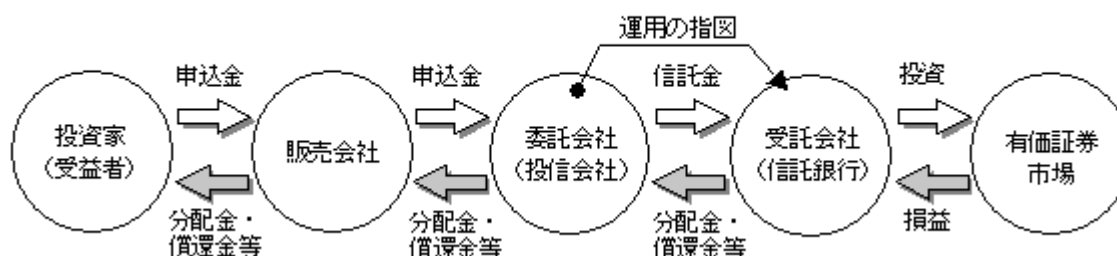 運用の指図
申込金
申込金
信託金
投資
投資家
(受益者)
販売会社
委託会社
(投信会社)
受託会社
(信託銀行)
有価証券
市場
分配金・
償還金等
分配金・
償還金等
分配金・
償還金等
損益